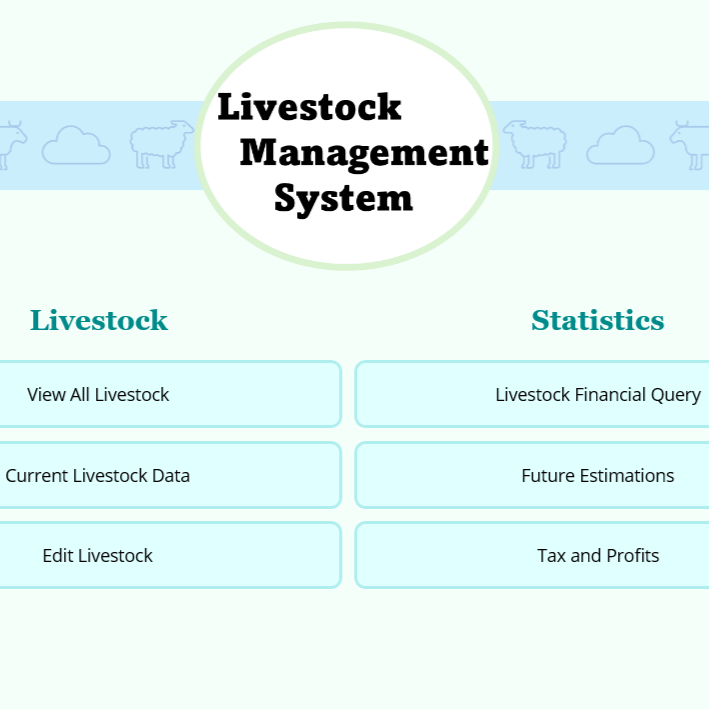 Livestock
Management
System
Livestock
Statistics
View All Livestock
Livestock Financial Query
Current Livestock Data
Future Estimations
Edit Livestock
Tax and Profits